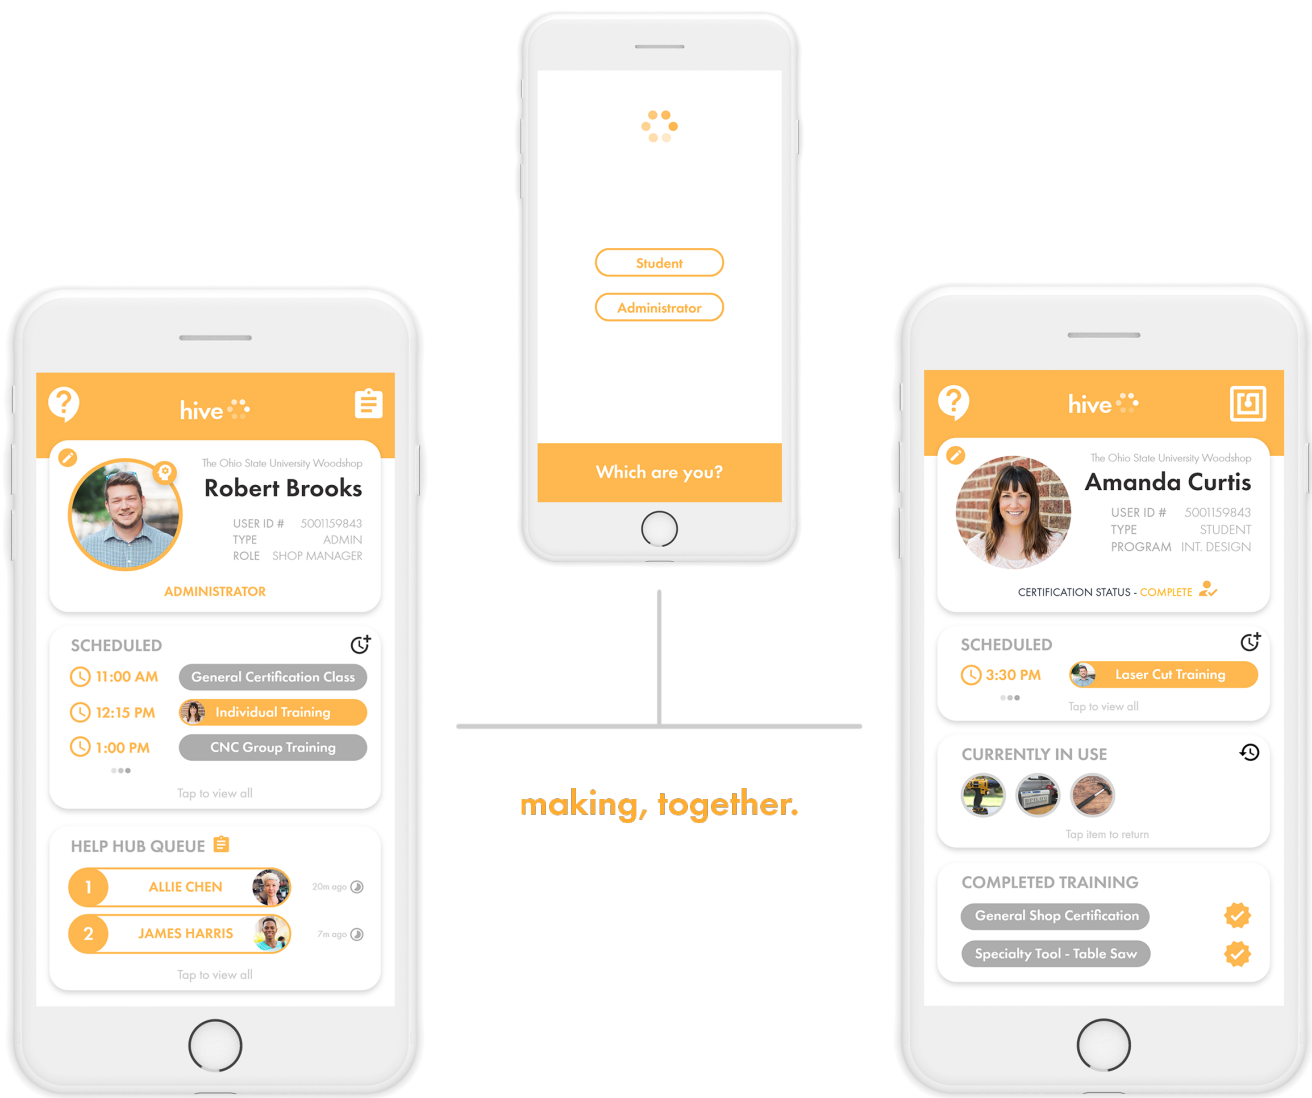 Student
Administrator
Which are you?
making, together.
hive
The Ohio State University Woodshop
Robert Brooks
USER ID # 5001159843
TYPE ADMIN
ROLE SHOP MANAGER
ADMINISTRATOR
SCHEDULED
11:00 AM General Certification Class
12:15 PM Individual Training
1:00 PM CNC Group Training
Tap to view all
HELP HUB QUEUE
1 ALLIE CHEN 20m ago
2 JAMES HARRIS 7m ago
Tap to view all
hive
The Ohio State University Woodshop
Amanda Curtis
USER ID # 5001159843
TYPE STUDENT
PROGRAM INT. DESIGN
CERTIFICATION STATUS - COMPLETE
SCHEDULED
3:30 PM Laser Cut Training
Tap to view all
CURRENTLY IN USE
Tap item to return
COMPLETED TRAINING
General Shop Certification
Specialty Tool - Table Saw